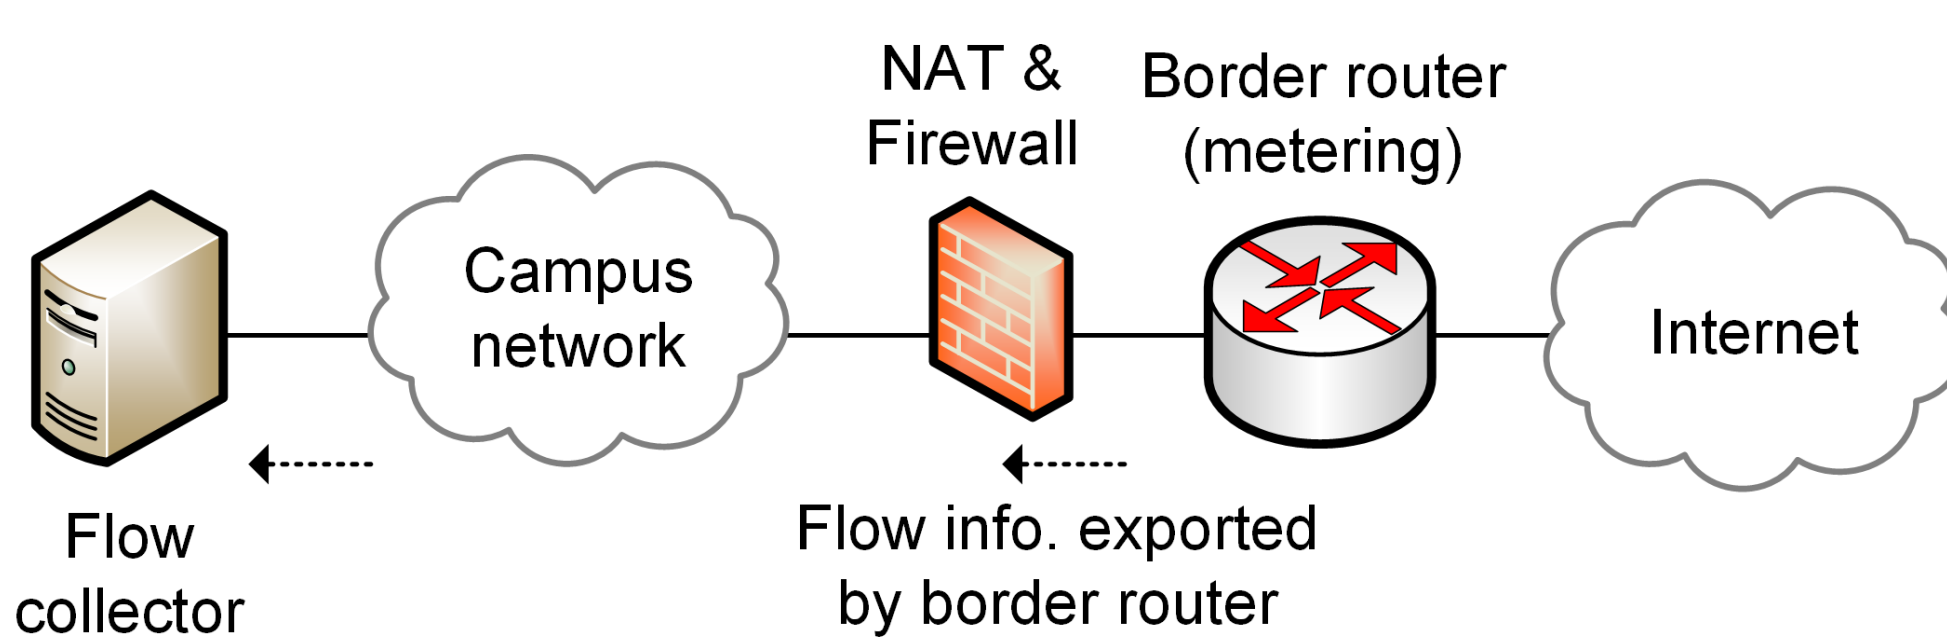 NAT &
Firewall
Border router
(metering)
Campus
network
Internet
Flow
collector
Flow info. exported
by border router